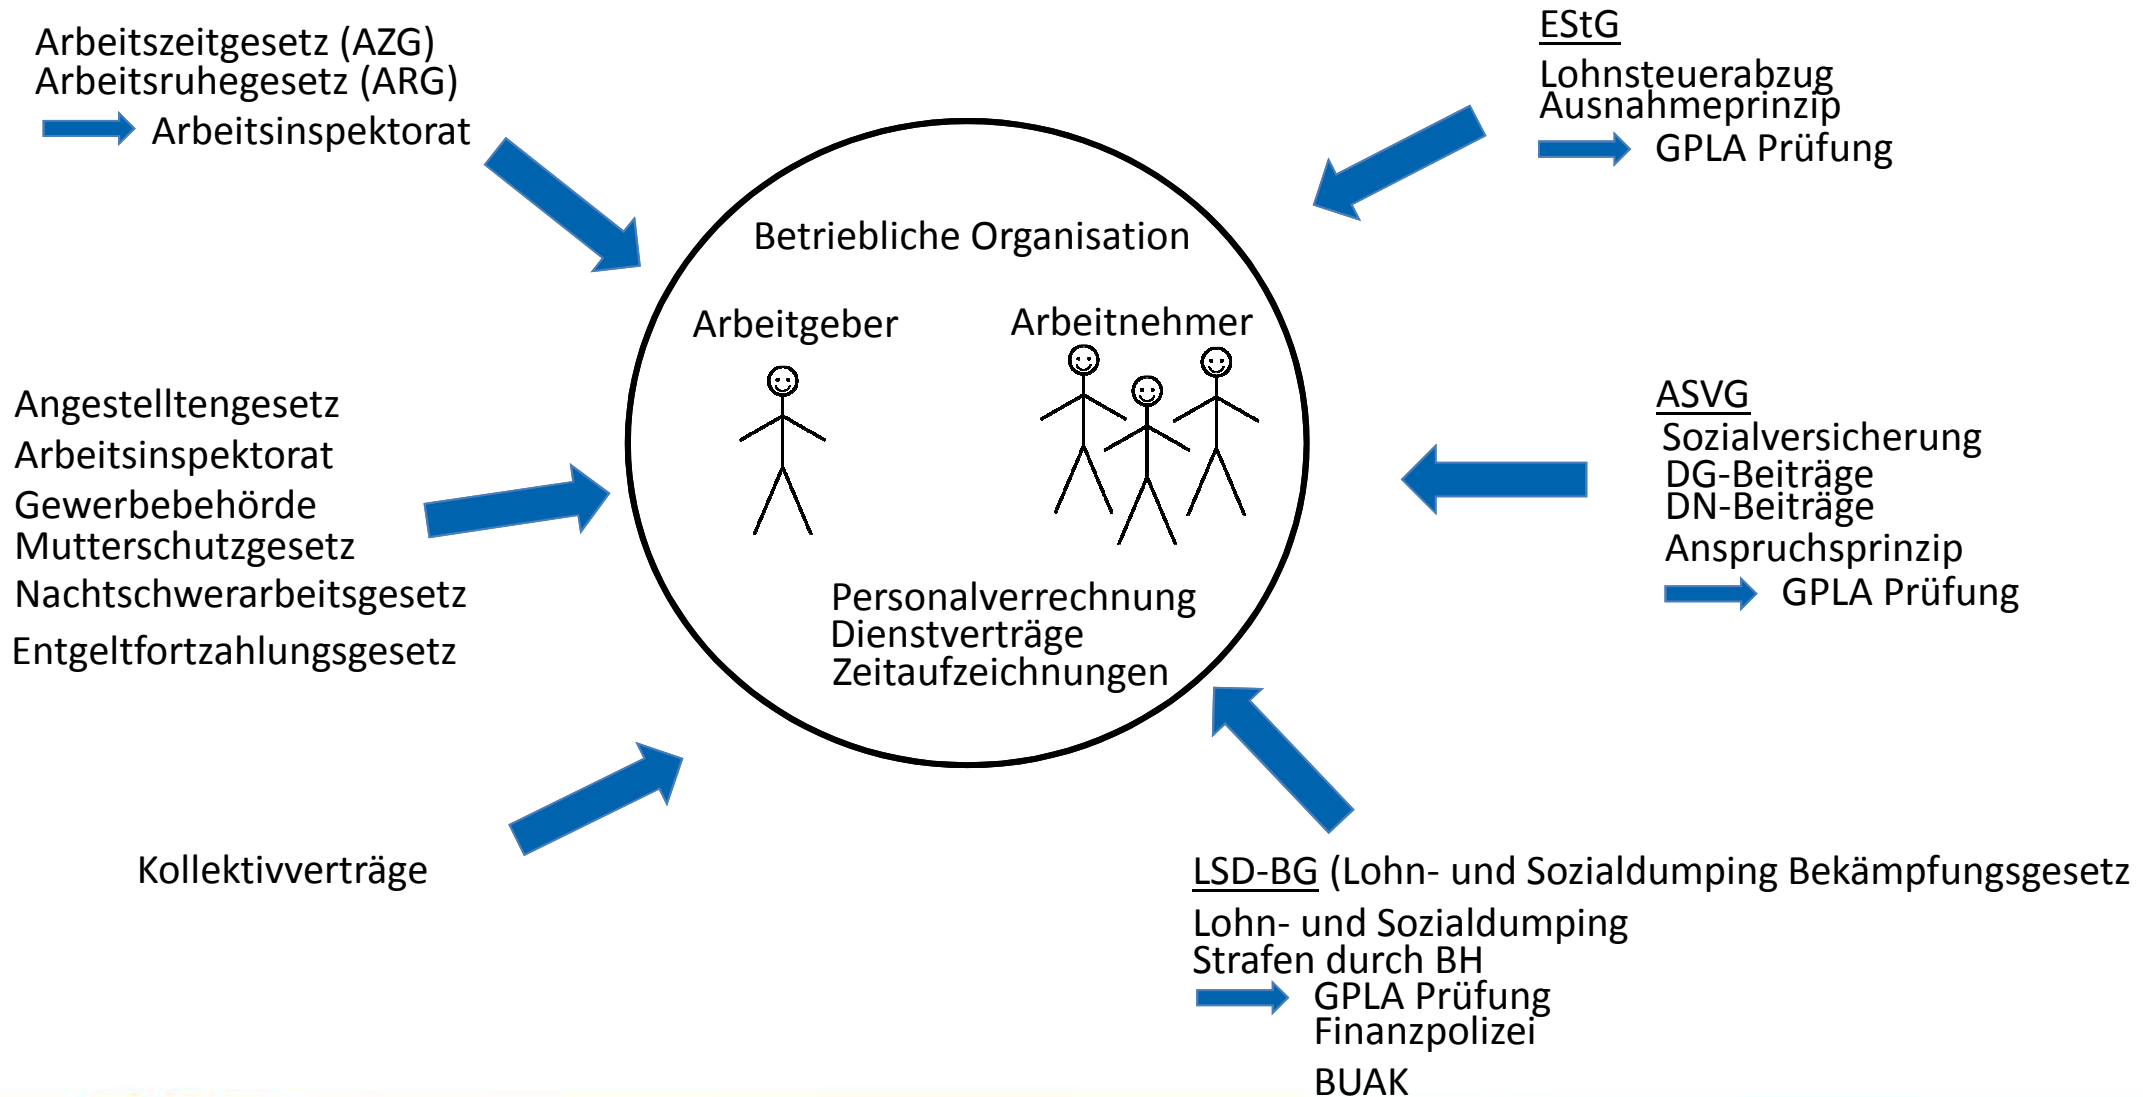 Arbeitszeitgesetz (AZG)
Arbeitsruhegesetz (ARG)
Arbeitsinspektorat
EStG
Lohnsteuerabzug
Ausnahmeprinzip
GPLA Prüfung
Betriebliche Organisation
Arbeitgeber
Arbeitnehmer
Personalverrechnung
Dienstverträge
Zeitaufzeichnungen
Angestelltengesetz
Arbeitsinspektorat
Gewerbebehörde
Mutterschutzgesetz
Nachtschwerarbeitsgesetz
Entgeltfortzahlungsgesetz
ASVG
Sozialversicherung
DG-Beiträge
DN-Beiträge
Anspruchsprinzip
GPLA Prüfung
Kollektivverträge
LSD-BG (Lohn- und Sozialdumping Bekämpfungsgesetz
Lohn- und Sozialdumping
Strafen durch BH
GPLA Prüfung
Finanzpolizei
BUAK